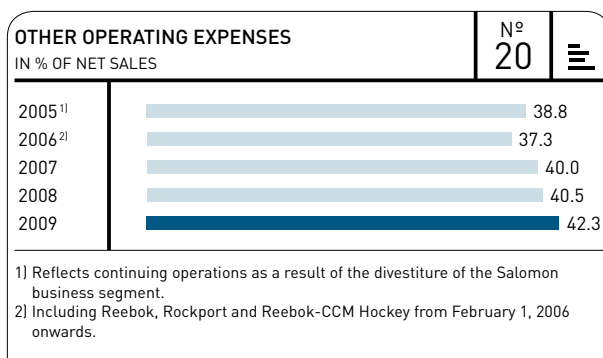 OTHER OPERATING EXPENSES
IN % OF NET SALES
Nº
20
2005 1) 38.8
2006 2) 37.3
2007 40.0
2008 40.5
2009 42.3
1) Reflects continuing operations as a result of the divestiture of the Salomon
business segment.
2) Including Reebok, Rockport and Reebok-CCM Hockey from February 1, 2006
onwards.